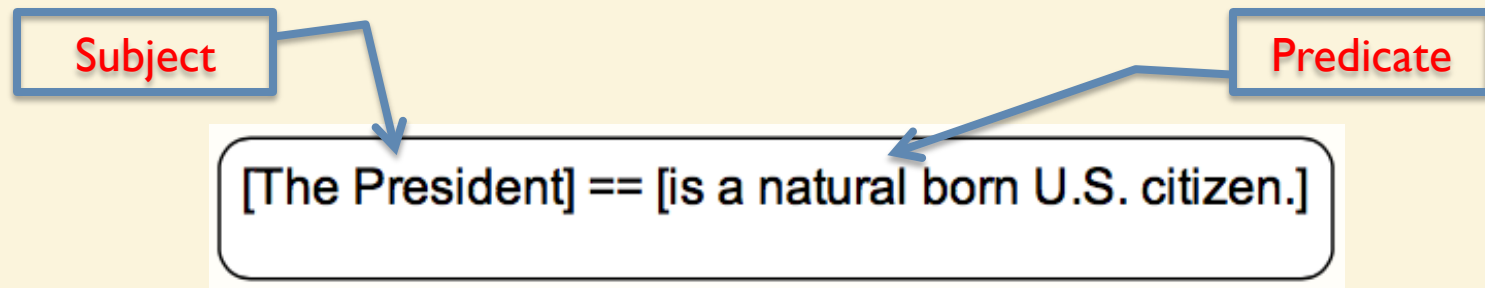 Subject
Predicate
[The President] == [is a natural born U.S. citizen.]